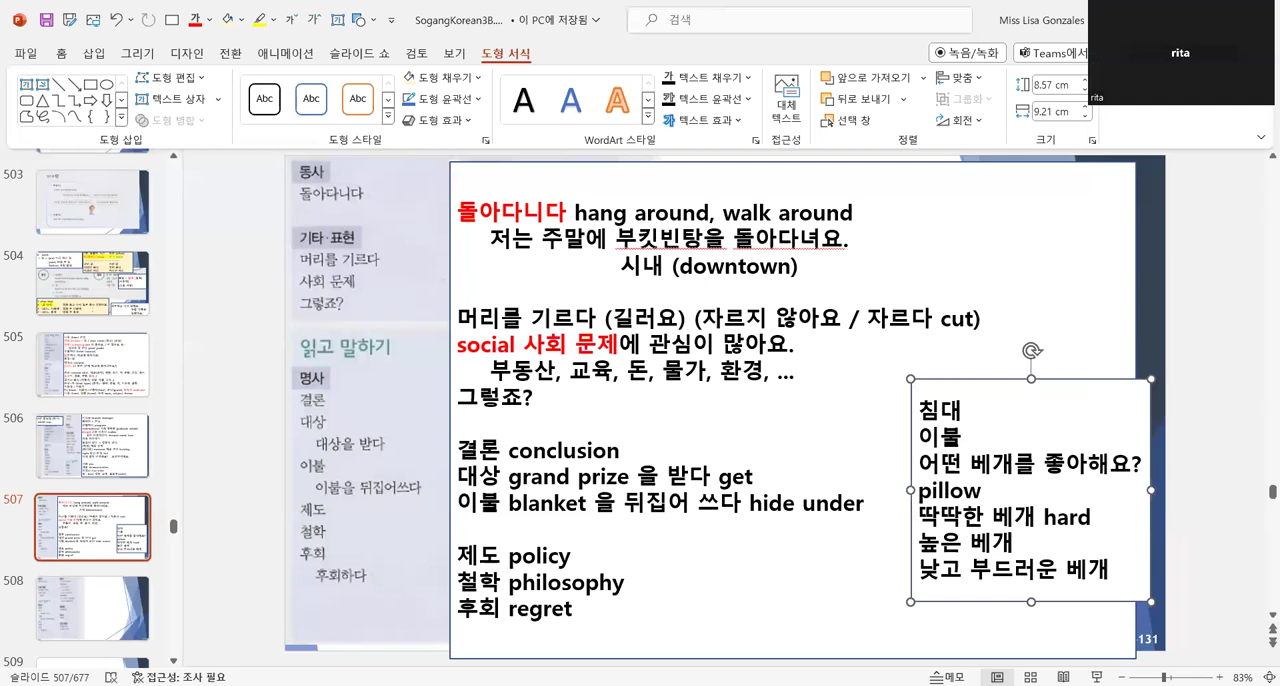 SogangKorean3B.... • 이 PC에 저장됨
검색
Miss Lisa Gonzales
rita
rita
파일 홈 삽입 그리기 디자인 전환 애니메이션 슬라이드 쇼 검토 보기 도형 서식
녹음/녹화
Teams에서
도형 편집
텍스트 상자
도형 병합
도형 삽입
Abc Abc Abc
도형 채우기
도형 윤곽선
도형 효과
도형 스타일
A A A
텍스트 채우기
텍스트 윤곽선
텍스트 효과
WordArt 스타일
대체
텍스트
접근성
앞으로 가져오기
뒤로 보내기
선택 창
맞춤
그룹화
회전
정렬
8.57 cm
9.21 cm
크기
503
504
505
506
507
508
509
동사
돌아다니다
기타·표현
머리를 기르다
사회 문제
그렇죠?
읽고 말하기
명사
결론
대상
대상을 받다
이불
이불을 뒤집어쓰다
제도
철학
후회
후회하다
돌아다니다 hang around, walk around
저는 주말에 부킷빈탕을 돌아다녀요.
시내 (downtown)
머리를 기르다 (길러요) (자르지 않아요 / 자르다 cut)
social 사회 문제에 관심이 많아요.
부동산, 교육, 돈, 물가, 환경, ...
그렇죠?
결론 conclusion
대상 grand prize 을 받다 get
이불 blanket 을 뒤집어 쓰다 hide under
제도 policy
철학 philosophy
후회 regret
침대
이불
어떤 베개를 좋아해요?
pillow
딱딱한 베개 hard
높은 베개
낮고 부드러운 베개
131
슬라이드 507/677
접근성: 조사 필요
메모
83%